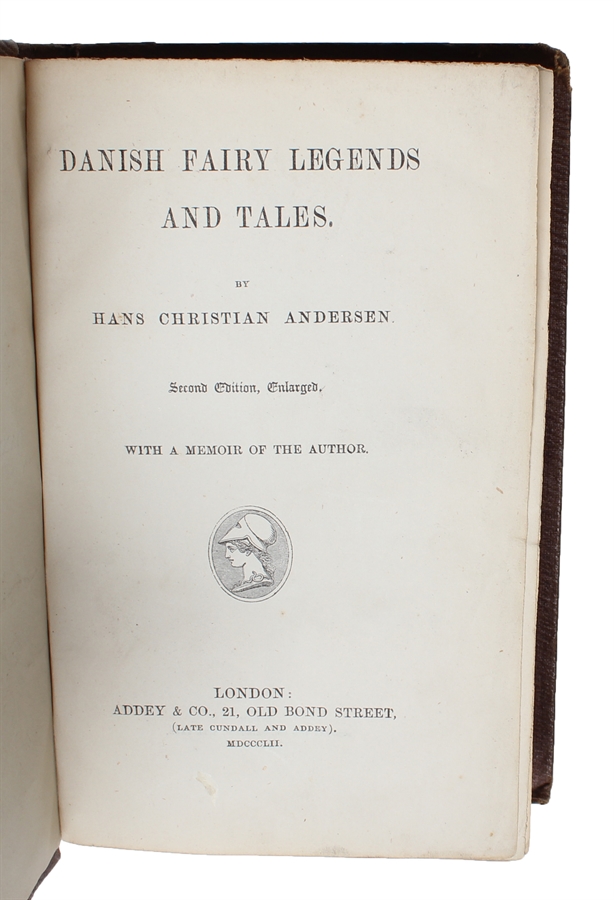 DANISH FAIRY LEGENDS
AND TALES.
BY
HANS CHRISTIAN ANDERSEN.
Second Edition, Enlarged.
WITH A MEMOIR OF THE AUTHOR.
LONDON:
ADDEY & CO., 21, OLD BOND STREET,
(LATE CUNDALL AND ADDEY).
MDCCCLII.